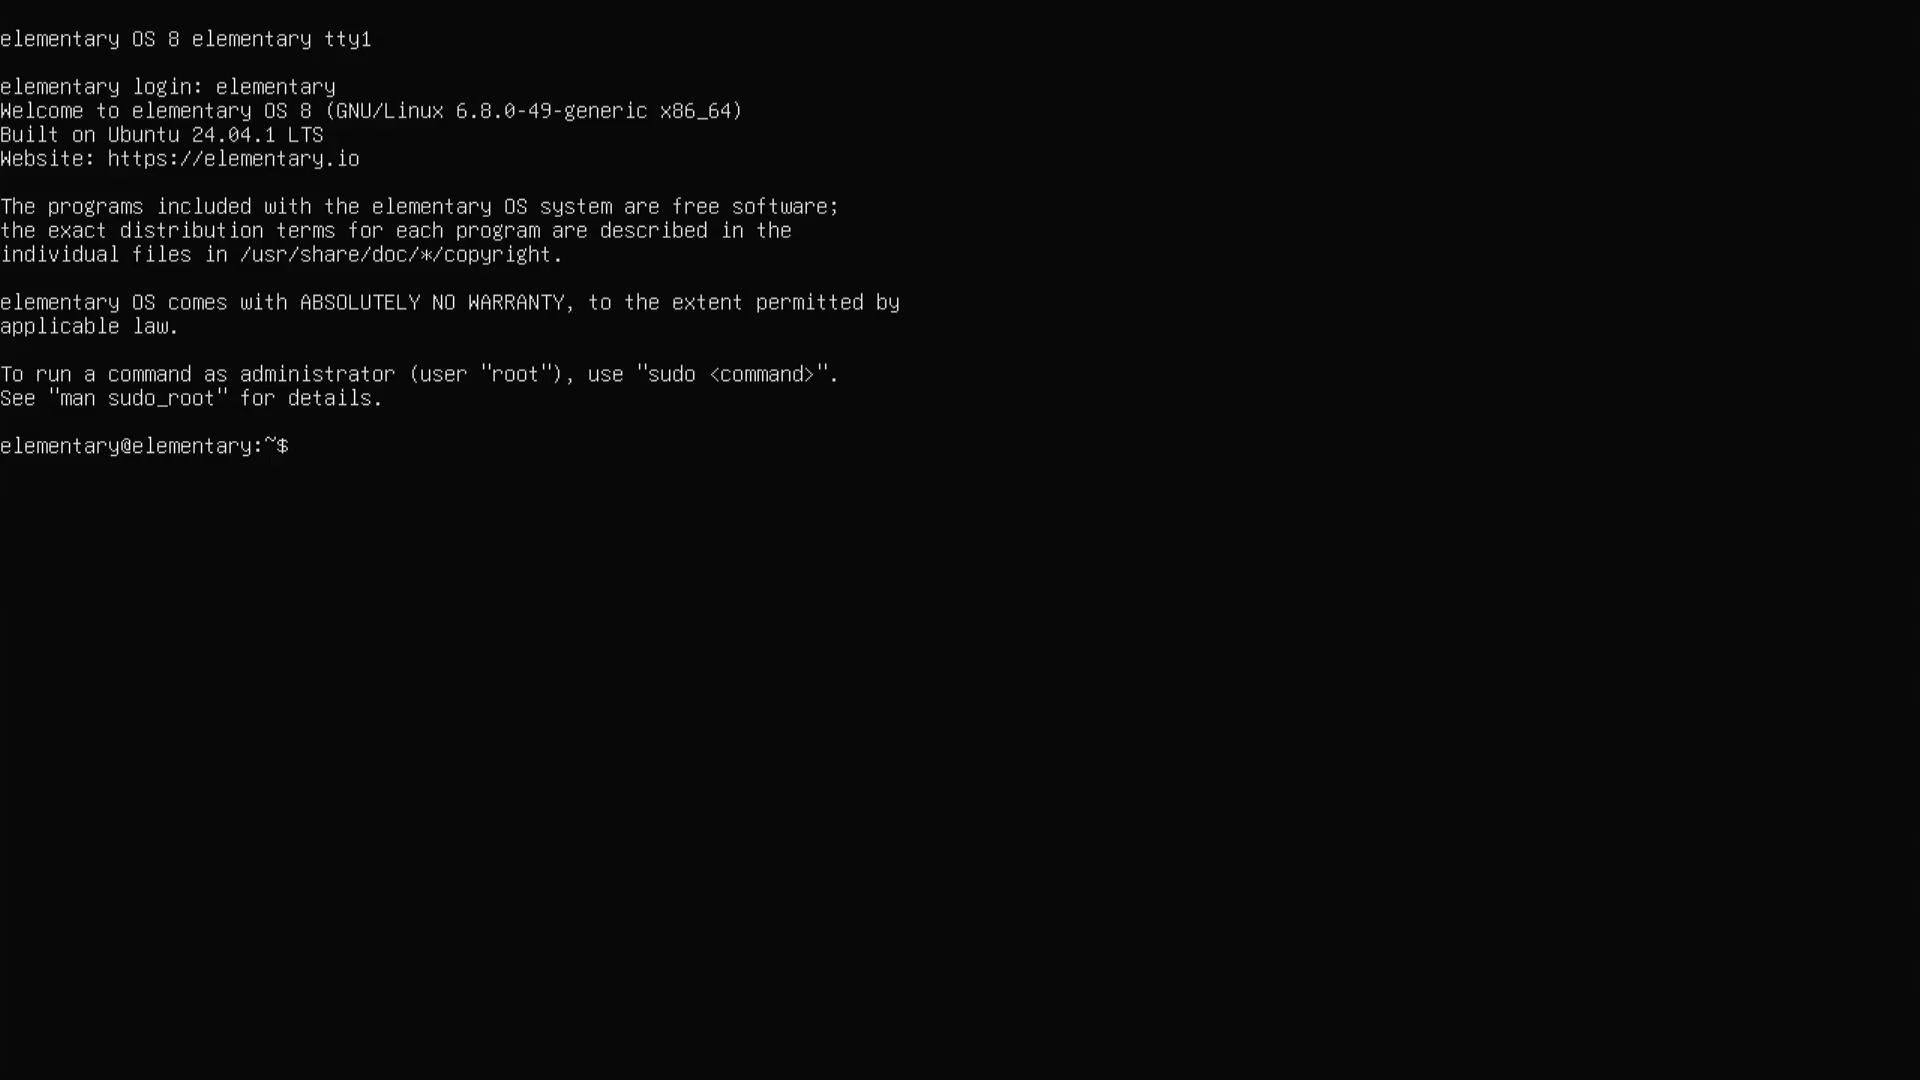 elementary OS 8 elementary tty1
elementary login: elementary
Welcome to elementary OS 8 (GNU/Linux 6.8.0-49-generic x86_64)
Built on Ubuntu 24.04.1 LTS
Website: https://elementary.io
The programs included with the elementary OS system are free software;
the exact distribution terms for each program are described in the
individual files in /usr/share/doc/*/copyright.
elementary OS comes with ABSOLUTELY NO WARRANTY, to the extent permitted by
applicable law.
To run a command as administrator (user "root"), use "sudo <command>".
See "man sudo_root" for details.
elementary@elementary:~$